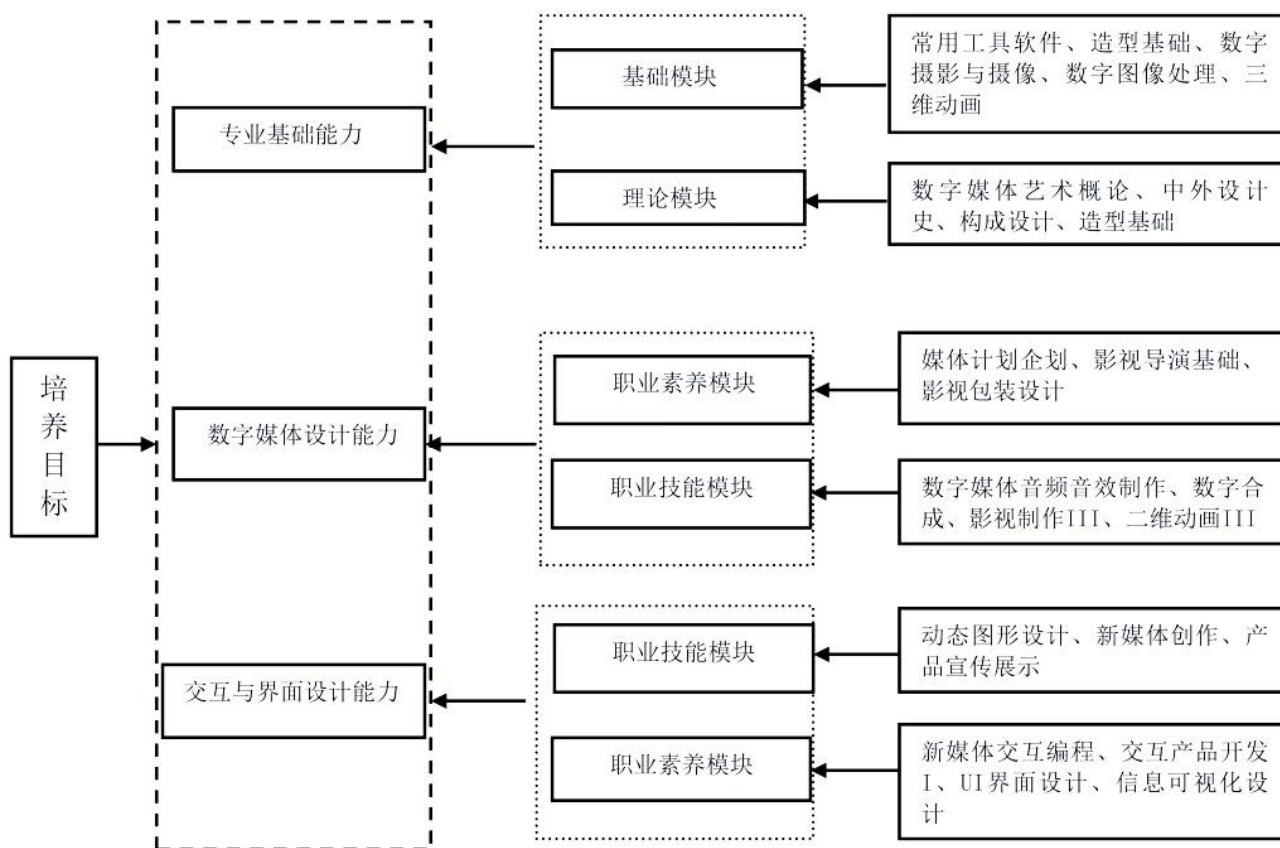 培
养
目
标
专业基础能力
基础模块
常用工具软件、造型基础、数字
摄影与摄像、数字图像处理、三
维动画
理论模块
数字媒体艺术概论、中外设计
史、构成设计、造型基础
数字媒体设计能力
职业素养模块
媒体计划企划、影视导演基础、
影视包装设计
职业技能模块
数字媒体音频音效制作、数字合
成、影视制作III、二维动画III
交互与界面设计能力
职业技能模块
动态图形设计、新媒体创作、产
品宣传展示
职业素养模块
新媒体交互编程、交互产品开发
I、UI界面设计、信息可视化设
计